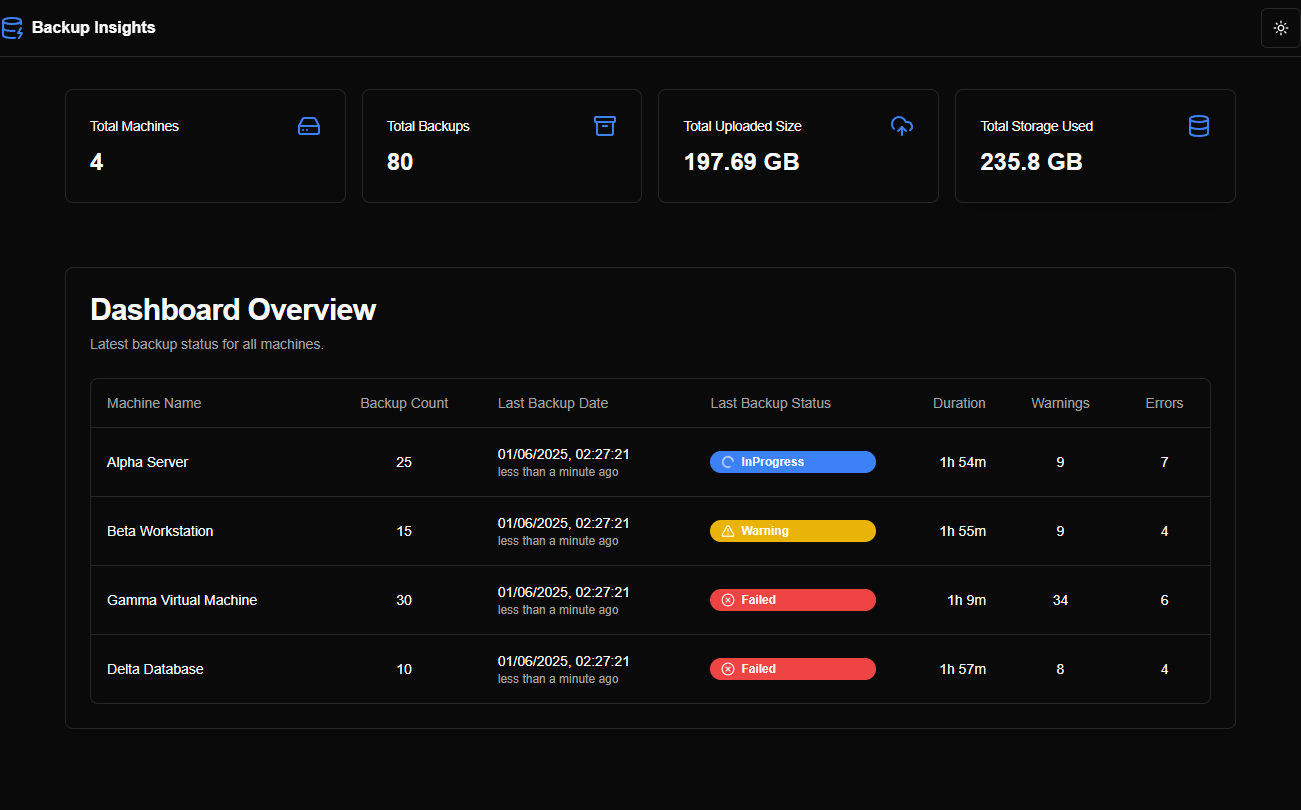 Backup Insights
Total Machines
4
Total Backups
80
Total Uploaded Size
197.69 GB
Total Storage Used
235.8 GB
Dashboard Overview
Latest backup status for all machines.
Machine Name Backup Count Last Backup Date Last Backup Status Duration Warnings Errors
Alpha Server 25 01/06/2025, 02:27:21 InProgress 1h 54m 9 7
less than a minute ago
Beta Workstation 15 01/06/2025, 02:27:21 Warning 1h 55m 9 4
less than a minute ago
Gamma Virtual Machine 30 01/06/2025, 02:27:21 Failed 1h 9m 34 6
less than a minute ago
Delta Database 10 01/06/2025, 02:27:21 Failed 1h 57m 8 4
less than a minute ago